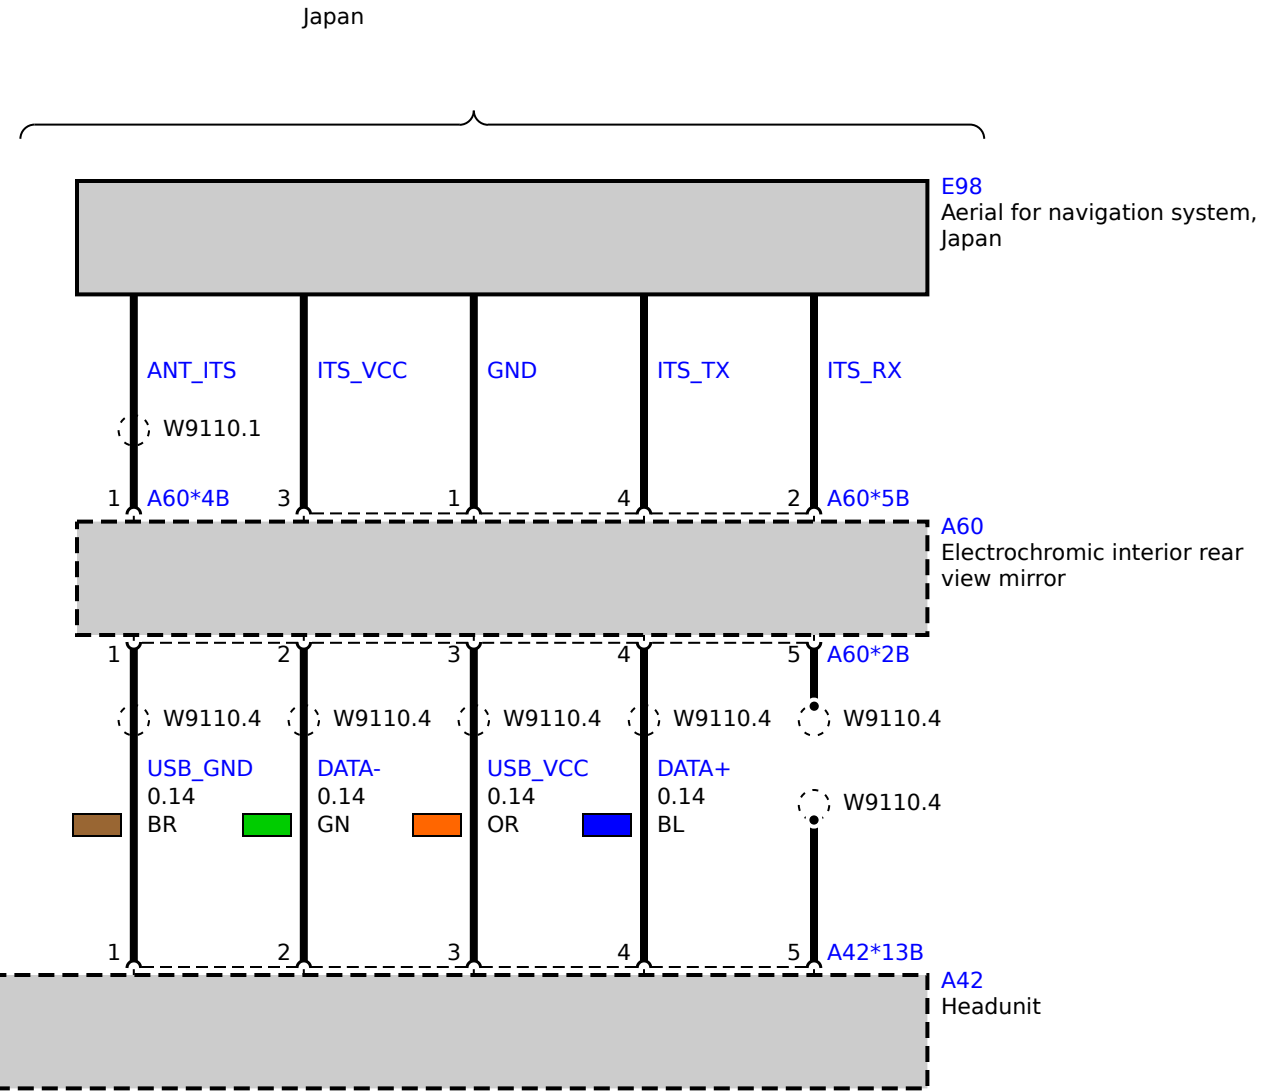 Japan
E98
Aerial for navigation system,
Japan
ANT_ITS ITS_VCC GND ITS_TX ITS_RX
W9110.1
1 A60*4B 3 1 4 2 A60*5B
A60
Electrochromic interior rear
view mirror
1 2 3 4 5 A60*2B
W9110.4 W9110.4 W9110.4 W9110.4 W9110.4
USB_GND DATA- USB_VCC DATA+
0.14 0.14 0.14 0.14 W9110.4
BR GN OR BL
1 2 3 4 5 A42*13B
A42
Headunit